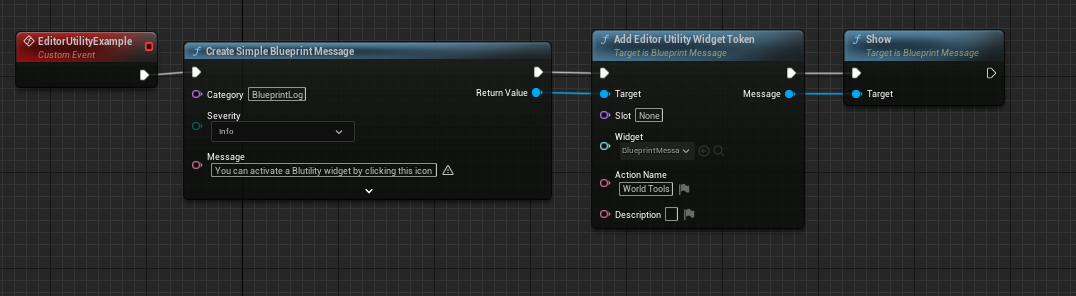 EditorUtilityExample
Custom Event
Create Simple Blueprint Message
Category BlueprintLog
Return Value
Severity
Info
Message
You can activate a Blutility widget by clicking this icon
Add Editor Utility Widget Token
Target is Blueprint Message
Target
Message
Slot None
Widget
BlueprintMessa
Action Name
World Tools
Description
Show
Target is Blueprint Message
Target